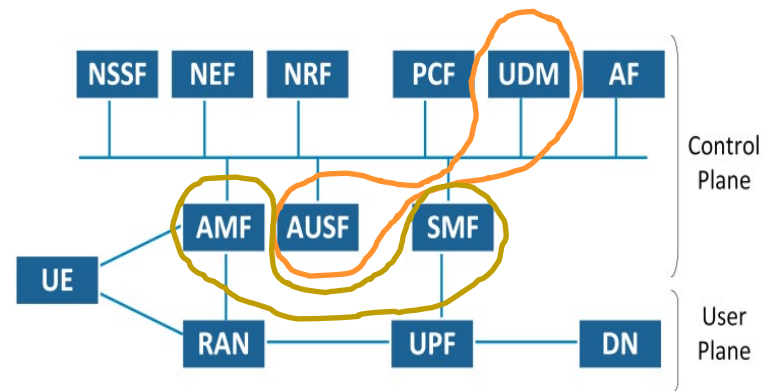 NSSF NEF NRF PCF UDM AF
Control
Plane
AMF AUSF SMF
UE
User
Plane
RAN UPF DN